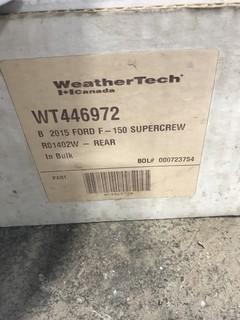 WeatherTech®
Canada
WT446972
B 2015 FORD F-150 SUPERCREW
R01402W - REAR
In Bulk
BOL# 000723754
PART